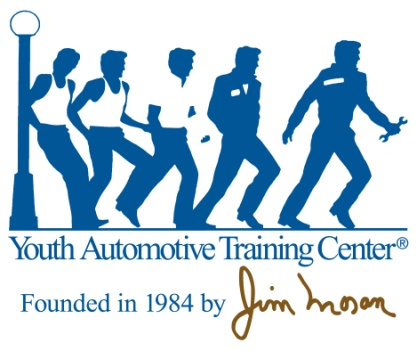 Youth Automotive Training Center®
Founded in 1984 by Jim Moran